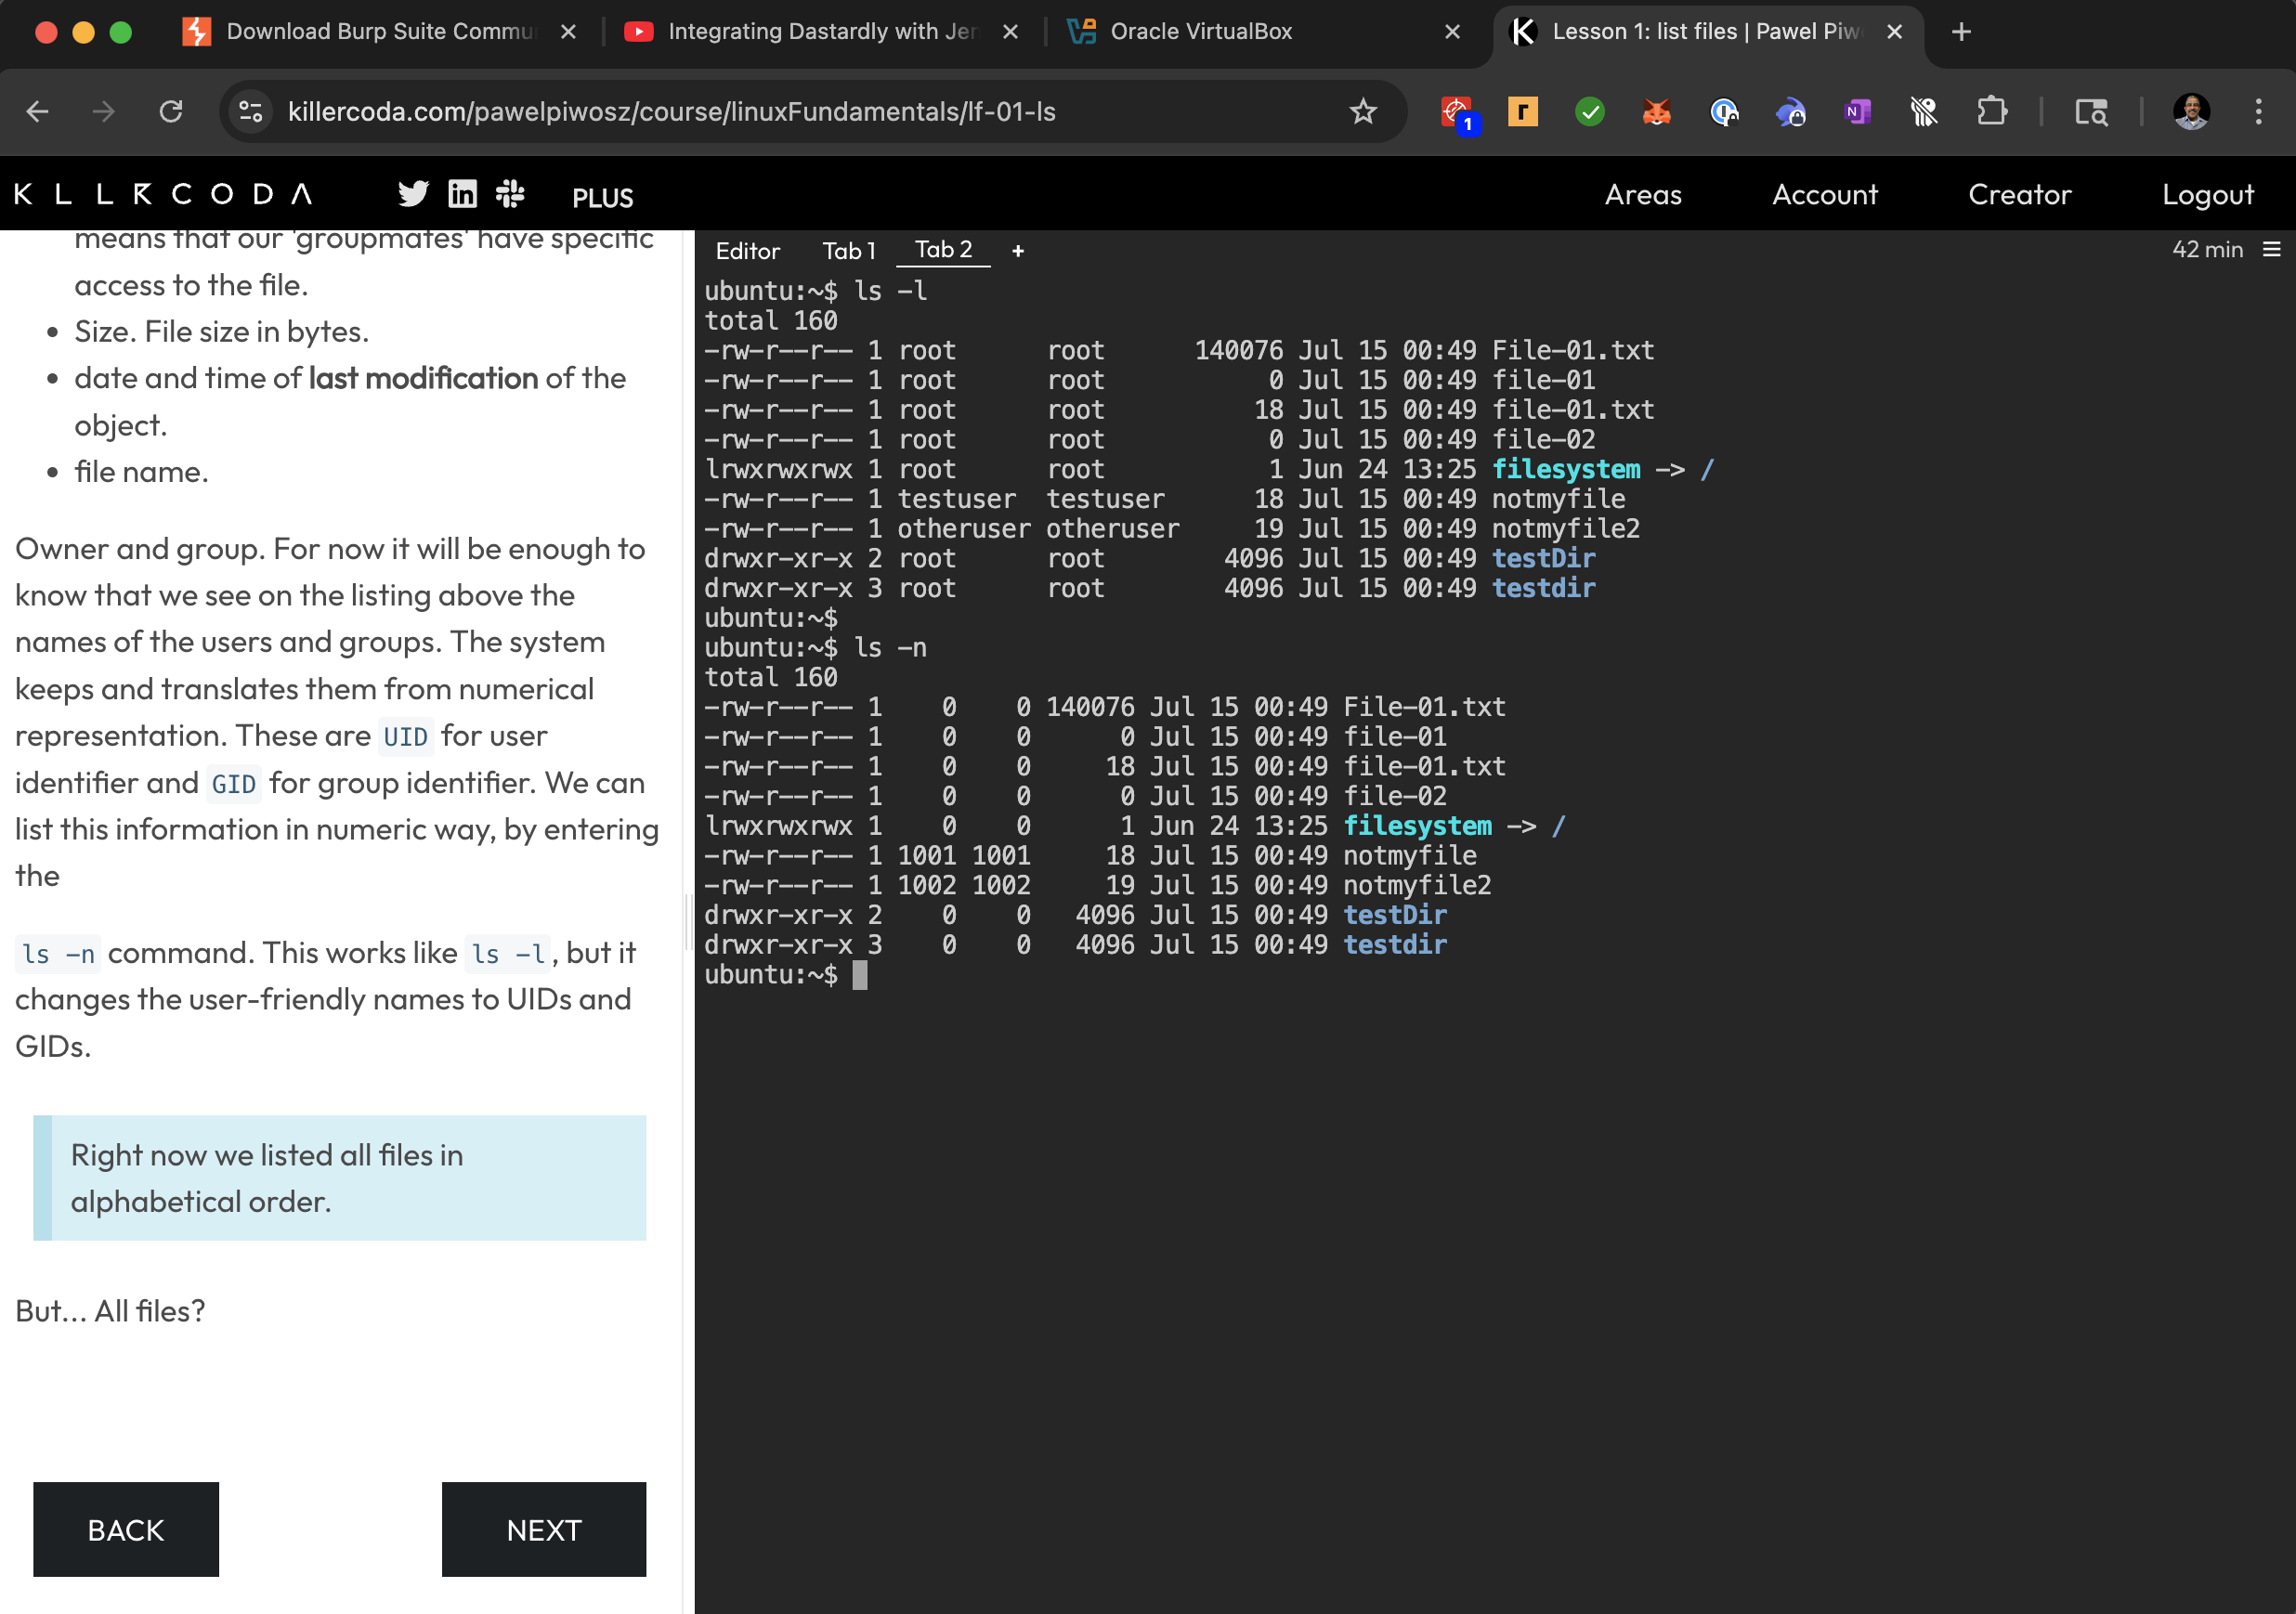 Download Burp Suite Commu
Integrating Dastardly with Jen
Oracle VirtualBox
Lesson 1: list files | Pawel Piw
killercoda.com/pawelpiwosz/course/linuxFundamentals/lf-01-ls
1
KLLRCODA
PLUS
Areas
Account
Creator
Logout
means that our 'groupmates' have specific
access to the file.
• Size. File size in bytes.
• date and time of last modification of the
object.
• file name.
Owner and group. For now it will be enough to
know that we see on the listing above the
names of the users and groups. The system
keeps and translates them from numerical
representation. These are UID for user
identifier and GID for group identifier. We can
list this information in numeric way, by entering
the
ls -n command. This works like ls -l, but it
changes the user-friendly names to UIDs and
GIDs.
Right now we listed all files in
alphabetical order.
But... All files?
BACK
NEXT
Editor Tab 1 Tab 2 +
42 min
ubuntu:~$ ls -l
total 160
-rw-r--r-- 1 root      root      140076 Jul 15 00:49 File-01.txt
-rw-r--r-- 1 root      root           0 Jul 15 00:49 file-01
-rw-r--r-- 1 root      root          18 Jul 15 00:49 file-01.txt
-rw-r--r-- 1 root      root           0 Jul 15 00:49 file-02
lrwxrwxrwx 1 root      root           1 Jun 24 13:25 filesystem -> /
-rw-r--r-- 1 testuser  testuser      18 Jul 15 00:49 notmyfile
-rw-r--r-- 1 otheruser otheruser     19 Jul 15 00:49 notmyfile2
drwxr-xr-x 2 root      root        4096 Jul 15 00:49 testDir
drwxr-xr-x 3 root      root        4096 Jul 15 00:49 testdir
ubuntu:~$
ubuntu:~$ ls -n
total 160
-rw-r--r-- 1    0    0 140076 Jul 15 00:49 File-01.txt
-rw-r--r-- 1    0    0      0 Jul 15 00:49 file-01
-rw-r--r-- 1    0    0     18 Jul 15 00:49 file-01.txt
-rw-r--r-- 1    0    0      0 Jul 15 00:49 file-02
lrwxrwxrwx 1    0    0      1 Jun 24 13:25 filesystem -> /
-rw-r--r-- 1 1001 1001     18 Jul 15 00:49 notmyfile
-rw-r--r-- 1 1002 1002     19 Jul 15 00:49 notmyfile2
drwxr-xr-x 2    0    0   4096 Jul 15 00:49 testDir
drwxr-xr-x 3    0    0   4096 Jul 15 00:49 testdir
ubuntu:~$